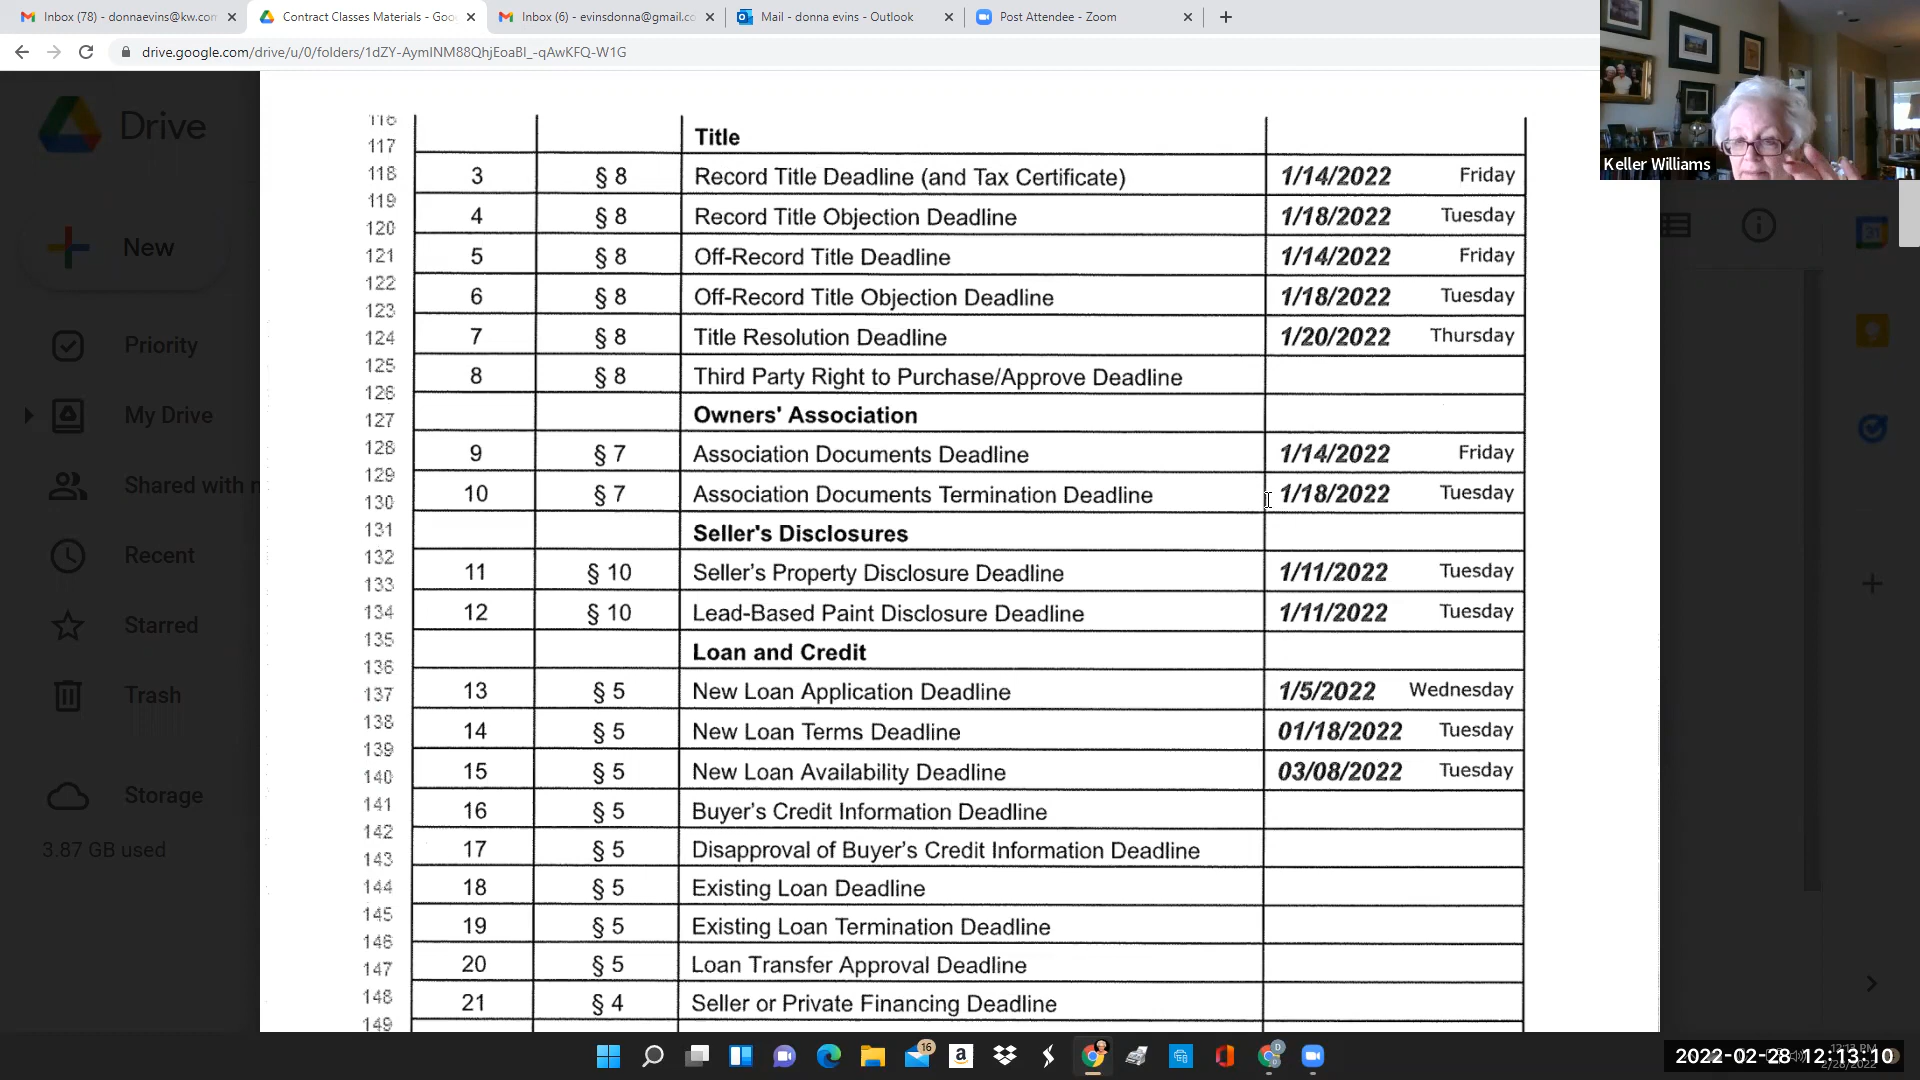 Inbox (78) - donnaevins@kw.com
Contract Classes Materials - Goo
Inbox (6) - evinsdonna@gmail.co
Mail - donna evins - Outlook
Post Attendee - Zoom
drive.google.com/drive/u/0/folders/
Drive
New
Priority
My Drive
Shared with
Recent
Starred
Trash
Storage
3.87 GB used
Keller Williams
116
117 Title
118 3 § 8 Record Title Deadline (and Tax Certificate) 1/14/2022 Friday
119
120 4 § 8 Record Title Objection Deadline 1/18/2022 Tuesday
121 5 § 8 Off-Record Title Deadline 1/14/2022 Friday
122
123 6 § 8 Off-Record Title Objection Deadline 1/18/2022 Tuesday
124 7 § 8 Title Resolution Deadline 1/20/2022 Thursday
125
126 8 § 8 Third Party Right to Purchase/Approve Deadline
127 Owners' Association
128 9 § 7 Association Documents Deadline 1/14/2022 Friday
129
130 10 § 7 Association Documents Termination Deadline 1/18/2022 Tuesday
131 Seller's Disclosures
132
133 11 § 10 Seller's Property Disclosure Deadline 1/11/2022 Tuesday
134 12 § 10 Lead-Based Paint Disclosure Deadline 1/11/2022 Tuesday
135
136 Loan and Credit
137 13 § 5 New Loan Application Deadline 1/5/2022 Wednesday
138 14 § 5 New Loan Terms Deadline 01/18/2022 Tuesday
139
140 15 § 5 New Loan Availability Deadline 03/08/2022 Tuesday
141 16 § 5 Buyer's Credit Information Deadline
142
143 17 § 5 Disapproval of Buyer's Credit Information Deadline
144 18 § 5 Existing Loan Deadline
145
146 19 § 5 Existing Loan Termination Deadline
147 20 § 5 Loan Transfer Approval Deadline
148 21 § 4 Seller or Private Financing Deadline
149
16
2022-02-28 12:13:10